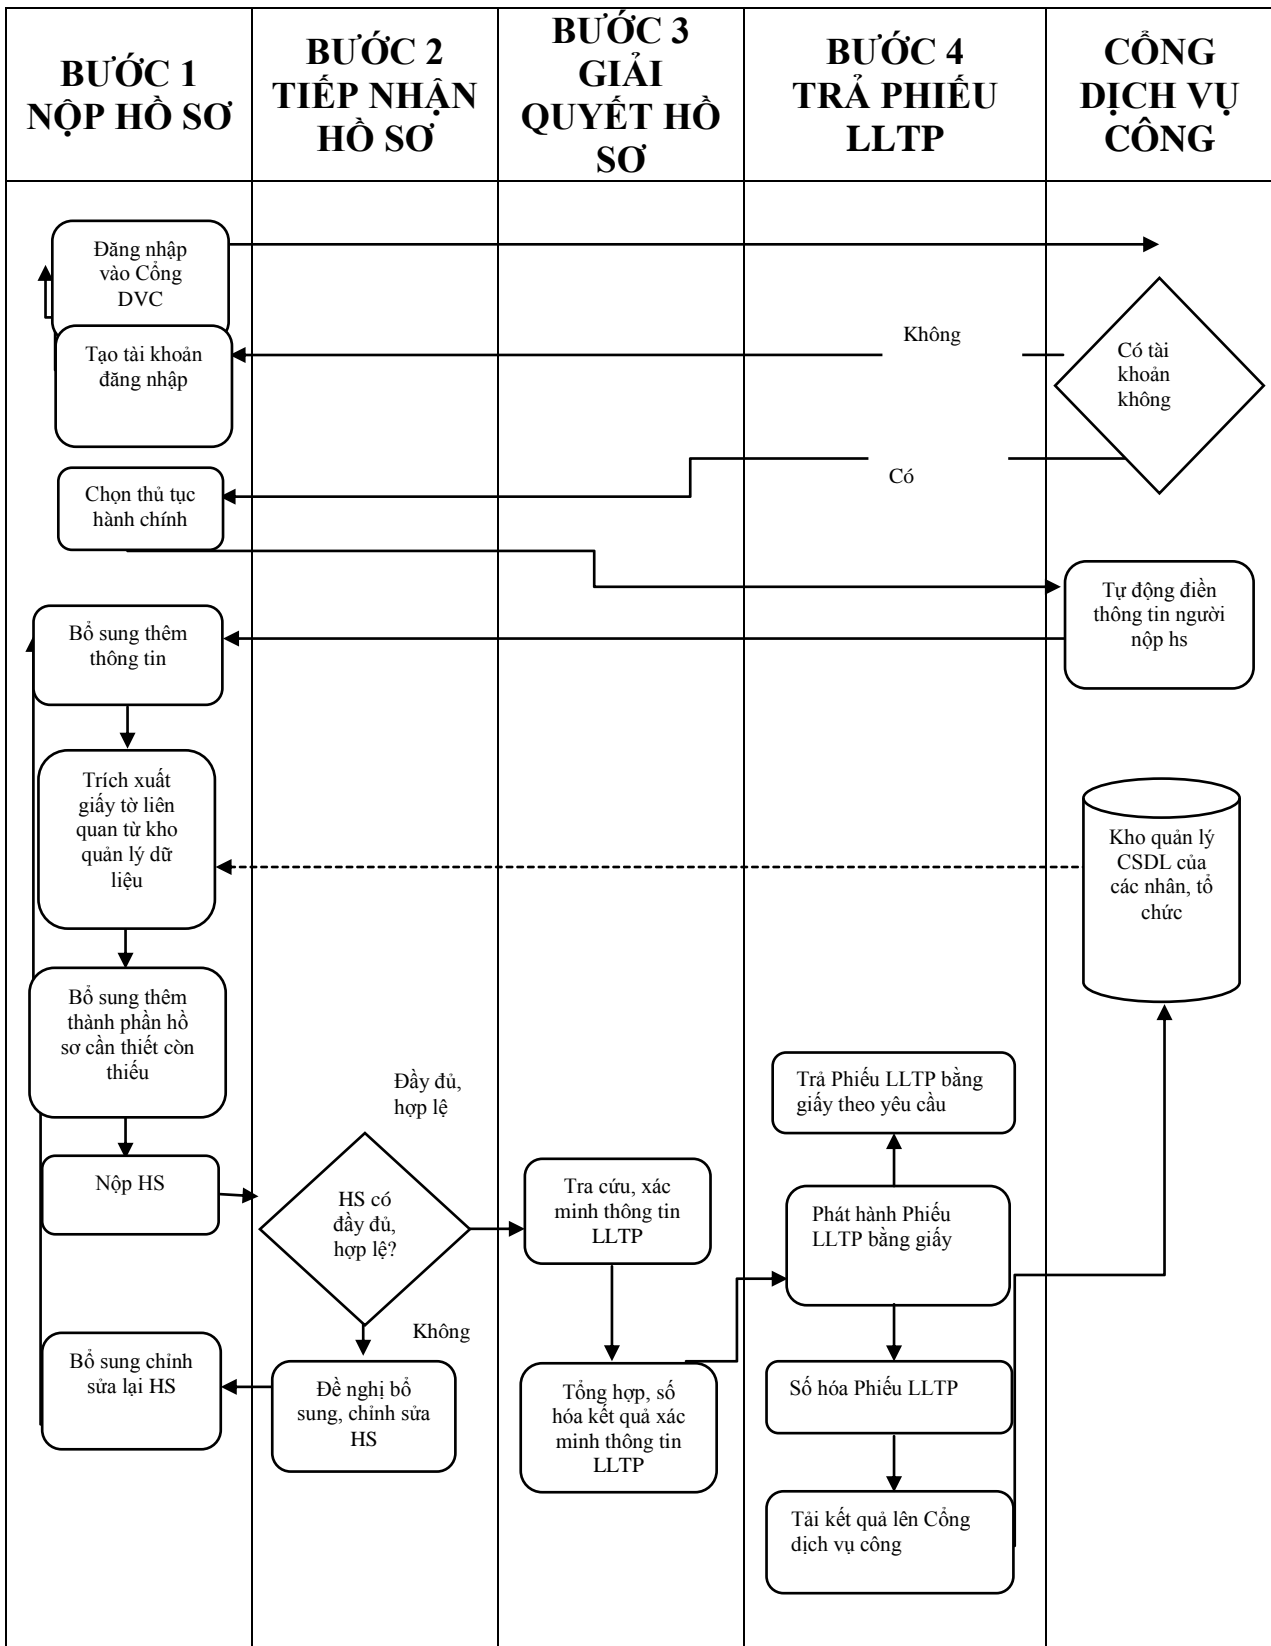 BƯỚC 1
NỘP HỒ SƠ
BƯỚC 2
TIẾP NHẬN
HỒ SƠ
BƯỚC 3
GIẢI
QUYẾT HỒ
SƠ
BƯỚC 4
TRẢ PHIẾU
LLTP
CỔNG
DỊCH VỤ
CÔNG
Đăng nhập
vào Cổng
DVC
Không
Tạo tài khoản
đăng nhập
Có tài
khoản
không
Có
Chọn thủ tục
hành chính
Tự động điền
thông tin người
nộp hs
Bổ sung thêm
thông tin
Trích xuất
giấy tờ liên
quan từ kho
quản lý dữ
liệu
Kho quản lý
CSDL của
các nhân, tổ
chức
Bổ sung thêm
thành phần hồ
sơ cần thiết còn
thiếu
Đầy đủ,
hợp lệ
Trả Phiếu LLTP bằng
giấy theo yêu cầu
Nộp HS
HS có
đầy đủ,
hợp lệ?
Tra cứu, xác
minh thông tin
LLTP
Phát hành Phiếu
LLTP bằng giấy
Không
Bổ sung chỉnh
sửa lại HS
Đề nghị bổ
sung, chỉnh sửa
HS
Tổng hợp, số
hóa kết quả xác
minh thông tin
LLTP
Số hóa Phiếu LLTP
Tải kết quả lên Cổng
dịch vụ công